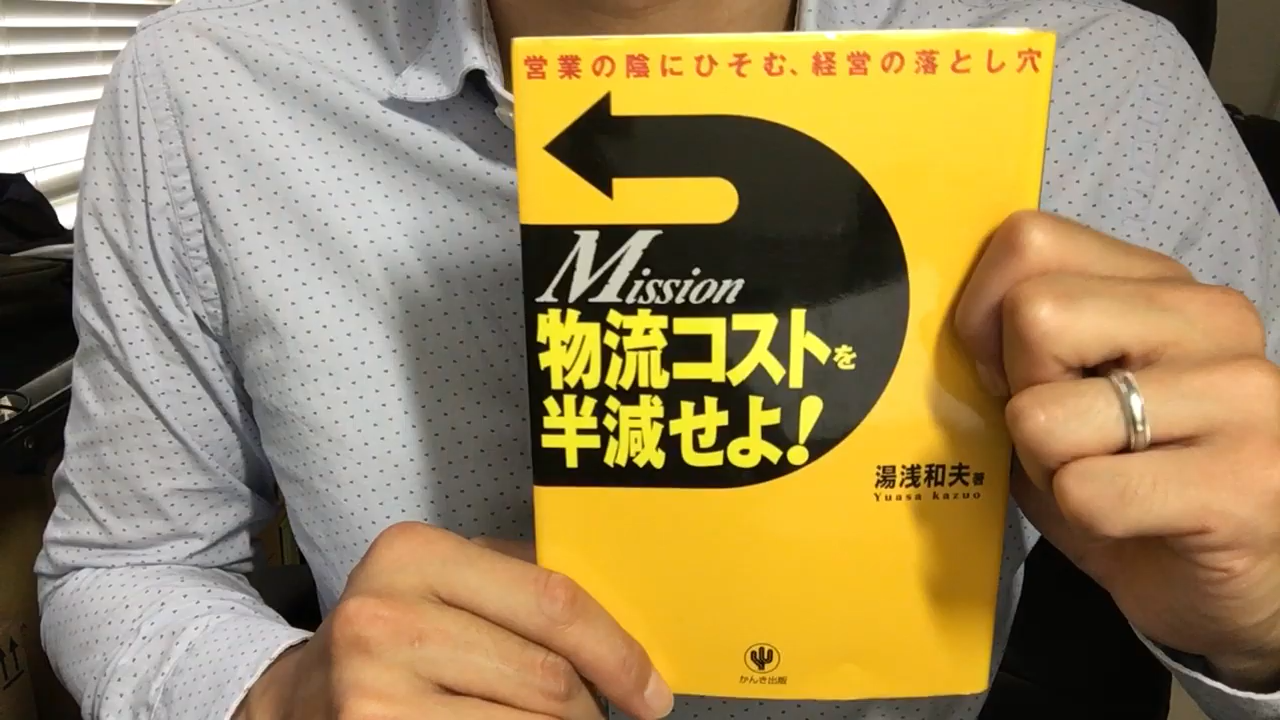 営業の陰にひそむ、経営の落とし穴
Mission
物流コストを
半減せよ!
湯浅和夫著
Yuasa kazuo
かんき出版